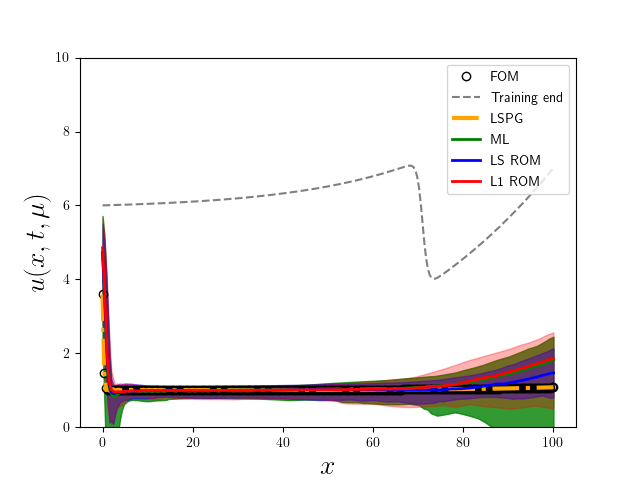 10
8
6
4
2
0
u(x, t, μ)
0
20
40
60
80
100
x
FOM
Training end
LSPG
ML
LS ROM
L1 ROM